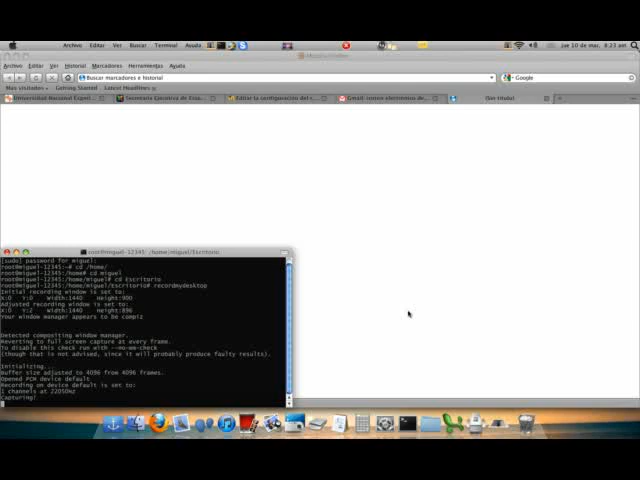 Archivo Editar Ver Buscar Terminal Ayuda jue 10 de mar, 8:23 am
Mozilla Firefox
Archivo Editar Ver Historial Marcadores Herramientas Ayuda
Buscar marcadores e historial Google
Más visitados Getting Started Latest Headlines
Universidad Nacional Experi... Secretaría Ejecutiva de Esta... Editar la configuración del s... Gmail: correo electrónico de... (Sin título)
root@miguel-12345: /home/miguel/Escritorio
[sudo] password for miguel:
root@miguel-12345:~# cd /home/
root@miguel-12345:/home# cd miguel
root@miguel-12345:/home/miguel# cd Escritorio
root@miguel-12345:/home/miguel/Escritorio# recordmydesktop
Initial recording window is set to:
X:0 Y:0 Width:1440 Height:900
Adjusted recording window is set to:
X:0 Y:2 Width:1440 Height:896
Your window manager appears to be compiz
Detected compositing window manager.
Reverting to full screen capture at every frame.
To disable this check run with --no-wm-check
(though that is not advised, since it will probably produce faulty results).
Initializing...
Buffer size adjusted to 4096 from 4096 frames.
Opened PCM device default
Recording on device default is set to:
1 channels at 22050Hz
Capturing!